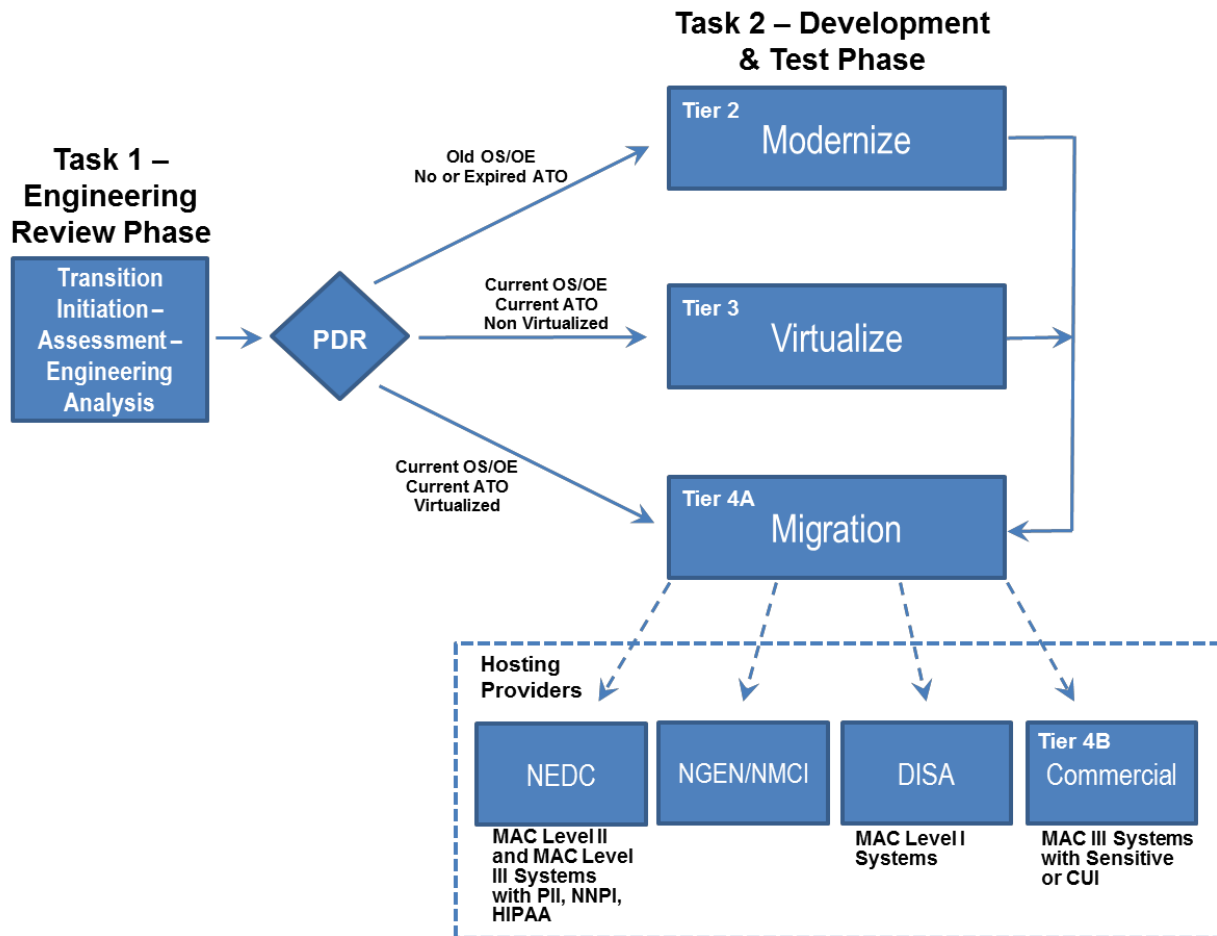 Task 2 – Development
& Test Phase
Tier 2
Modernize
Old OS/OE
No or Expired ATO
Task 1 –
Engineering
Review Phase
Transition
Initiation –
Assessment –
Engineering
Analysis
PDR
Current OS/OE
Current ATO
Non Virtualized
Tier 3
Virtualize
Current OS/OE
Current ATO
Virtualized
Tier 4A
Migration
Hosting
Providers
NEDC
NGEN/NMCI
DISA
Tier 4B
Commercial
MAC Level II
and MAC Level
III Systems
with PII, NNPI,
HIPAA
MAC Level I
Systems
MAC III Systems
with Sensitive
or CUI